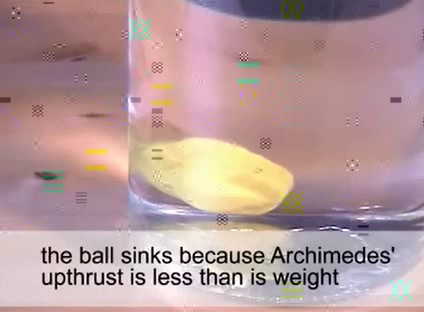 the ball sinks because Archimedes'
upthrust is less than is weight